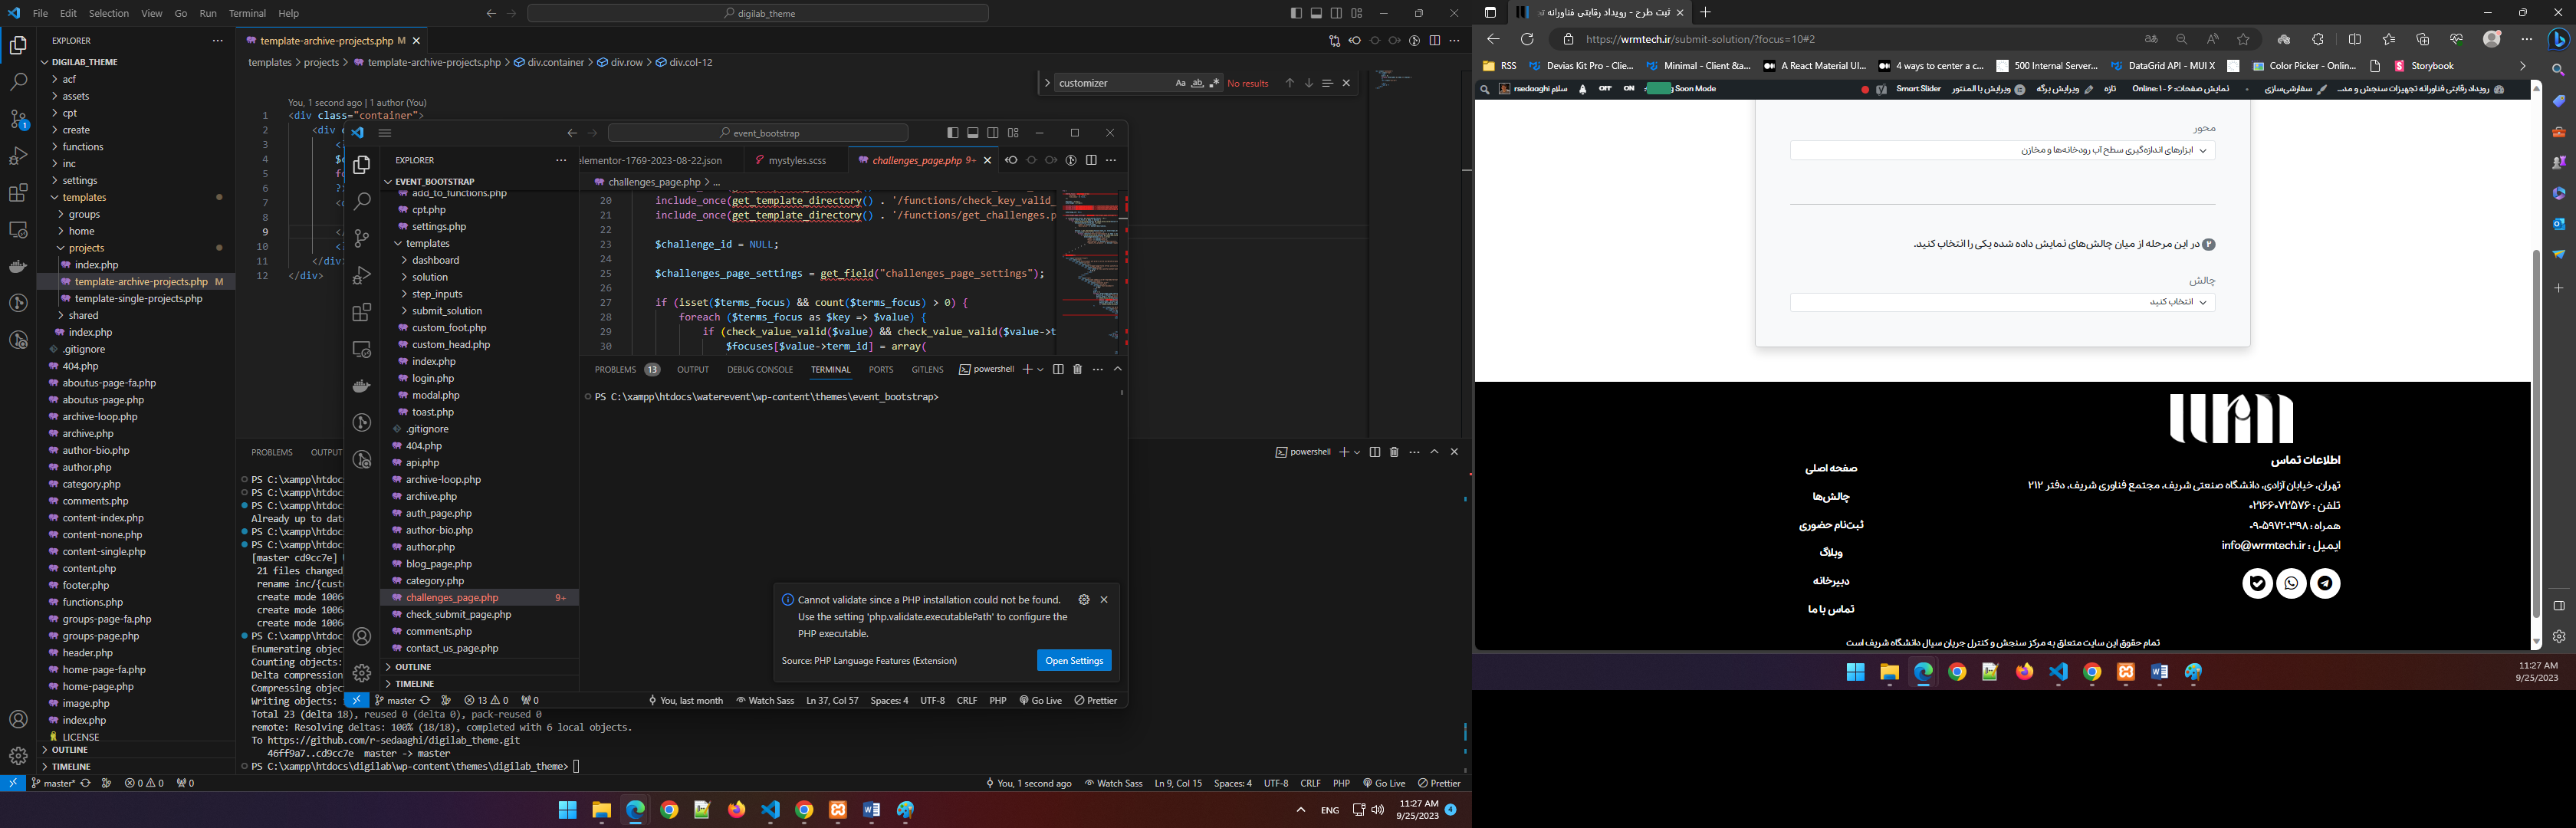 File Edit Selection View Go Run Terminal Help
digilab_theme
EXPLORER
DIGILAB_THEME
acf
assets
cpt
create
functions
inc
settings
templates
groups
home
projects
index.php
template-archive-projects.php M
template-single-projects.php
shared
index.php
.gitignore
404.php
aboutus-page-fa.php
aboutus-page.php
archive-loop.php
archive.php
author-bio.php
author.php
category.php
comments.php
content-index.php
content-none.php
content-single.php
content.php
footer.php
functions.php
groups-page-fa.php
groups-page.php
header.php
home-page-fa.php
home-page.php
image.php
index.php
LICENSE
OUTLINE
TIMELINE
template-archive-projects.php M
templates > projects > template-archive-projects.php > div.container > div.row > div.col-12
customizer
Aa
ab
No results
You, 1 second ago | 1 author (You)
1 <div class="container">
2 <div c
3 <
4 $c
5 fo
6 ?>
7 <d
8
9 </
10 <
11 </div>
12 </div>
PROBLEMS OUTPUT
powershell
PS C:\xampp\htdocs
PS C:\xampp\htdocs
PS C:\xampp\htdocs
Already up to date
PS C:\xampp\htdocs
PS C:\xampp\htdocs
[master cd9cc7e]
21 files changed
rename inc/{custo
create mode 10064
create mode 10064
create mode 10064
PS C:\xampp\htdocs
Enumerating objec
Counting objects:
Delta compression
Compressing objec
Writing objects:
Total 23 (delta 18), reused 0 (delta 0), pack-reused 0
remote: Resolving deltas: 100% (18/18), completed with 6 local objects.
To https://github.com/r-sedaaghi/digilab_theme.git
46ff9a7..cd9cc7e master -> master
PS C:\xampp\htdocs\digilab\wp-content\themes\digilab_theme>
master* 0 0 0
You, 1 second ago Watch Sass Ln 9, Col 15 Spaces: 4 UTF-8 CRLF PHP Go Live Prettier
event_bootstrap
EXPLORER
EVENT_BOOTSTRAP
add_to_functions.php
cpt.php
settings.php
templates
dashboard
solution
step_inputs
submit_solution
custom_foot.php
custom_head.php
index.php
login.php
modal.php
toast.php
.gitignore
404.php
api.php
archive-loop.php
archive.php
auth_page.php
author-bio.php
author.php
blog_page.php
category.php
challenges_page.php 9+
check_submit_page.php
comments.php
contact_us_page.php
OUTLINE
TIMELINE
elementor-1769-2023-08-22.json mystyles.scss challenges_page.php 9+
challenges_page.php > ...
20 include_once(get_template_directory() . '/functions/check_key_valid_
21 include_once(get_template_directory() . '/functions/get_challenges.p
22
23 $challenge_id = NULL;
24
25 $challenges_page_settings = get_field("challenges_page_settings");
26
27 if (isset($terms_focus) && count($terms_focus) > 0) {
28 foreach ($terms_focus as $key => $value) {
29 if (check_value_valid($value) && check_value_valid($value->t
30 $focuses[$value->term_id] = array(
PROBLEMS 13 OUTPUT DEBUG CONSOLE TERMINAL PORTS GITLENS powershell
PS C:\xampp\htdocs\waterevent\wp-content\themes\event_bootstrap>
Cannot validate since a PHP installation could not be found.
Use the setting 'php.validate.executablePath' to configure the
PHP executable.
Source: PHP Language Features (Extension)
Open Settings
master 13 0 0
You, last month Watch Sass Ln 37, Col 57 Spaces: 4 UTF-8 CRLF PHP Go Live Prettier
ENG
11:27 AM
9/25/2023
4
ثبت طرح - رویداد رقابتی فناورانه تج
https://wrmtech.ir/submit-solution/?focus=10#2
RSS Devias Kit Pro - Clie... Minimal - Client &a... A React Material UI... 4 ways to center a c... 500 Internal Server... DataGrid API - MUI X Color Picker - Onlin... Storybook
رویداد رقابتی فناورانه تجهیزات سنجش و مدی... سفارشی‌سازی نمایش صفحات: ۶ - Online: ۱ تازه ویرایش برگه ویرایش با المنتور Smart Slider
Soon Mode ON OFF
سلام rsedaaghi
محور
ابزارهای اندازه‌گیری سطح آب رودخانه‌ها و مخازن
۲ در این مرحله از میان چالش‌های نمایش داده شده یکی را انتخاب کنید.
چالش
انتخاب کنید
wrm
اطلاعات تماس
تهران، خیابان آزادی، دانشگاه صنعتی شریف، مجتمع فناوری شریف، دفتر ۲۱۲
تلفن : ۰۲۱۶۶۰۷۲۵۷۶
همراه : ۰۹۰۵۹۷۲۰۳۹۸
ایمیل : info@wrmtech.ir
صفحه اصلی
چالش‌ها
ثبت‌نام حضوری
وبلاگ
دبیرخانه
تماس با ما
تمام حقوق این سایت متعلق به مرکز سنجش و کنترل جریان سیال دانشگاه شریف است
11:27 AM
9/25/2023